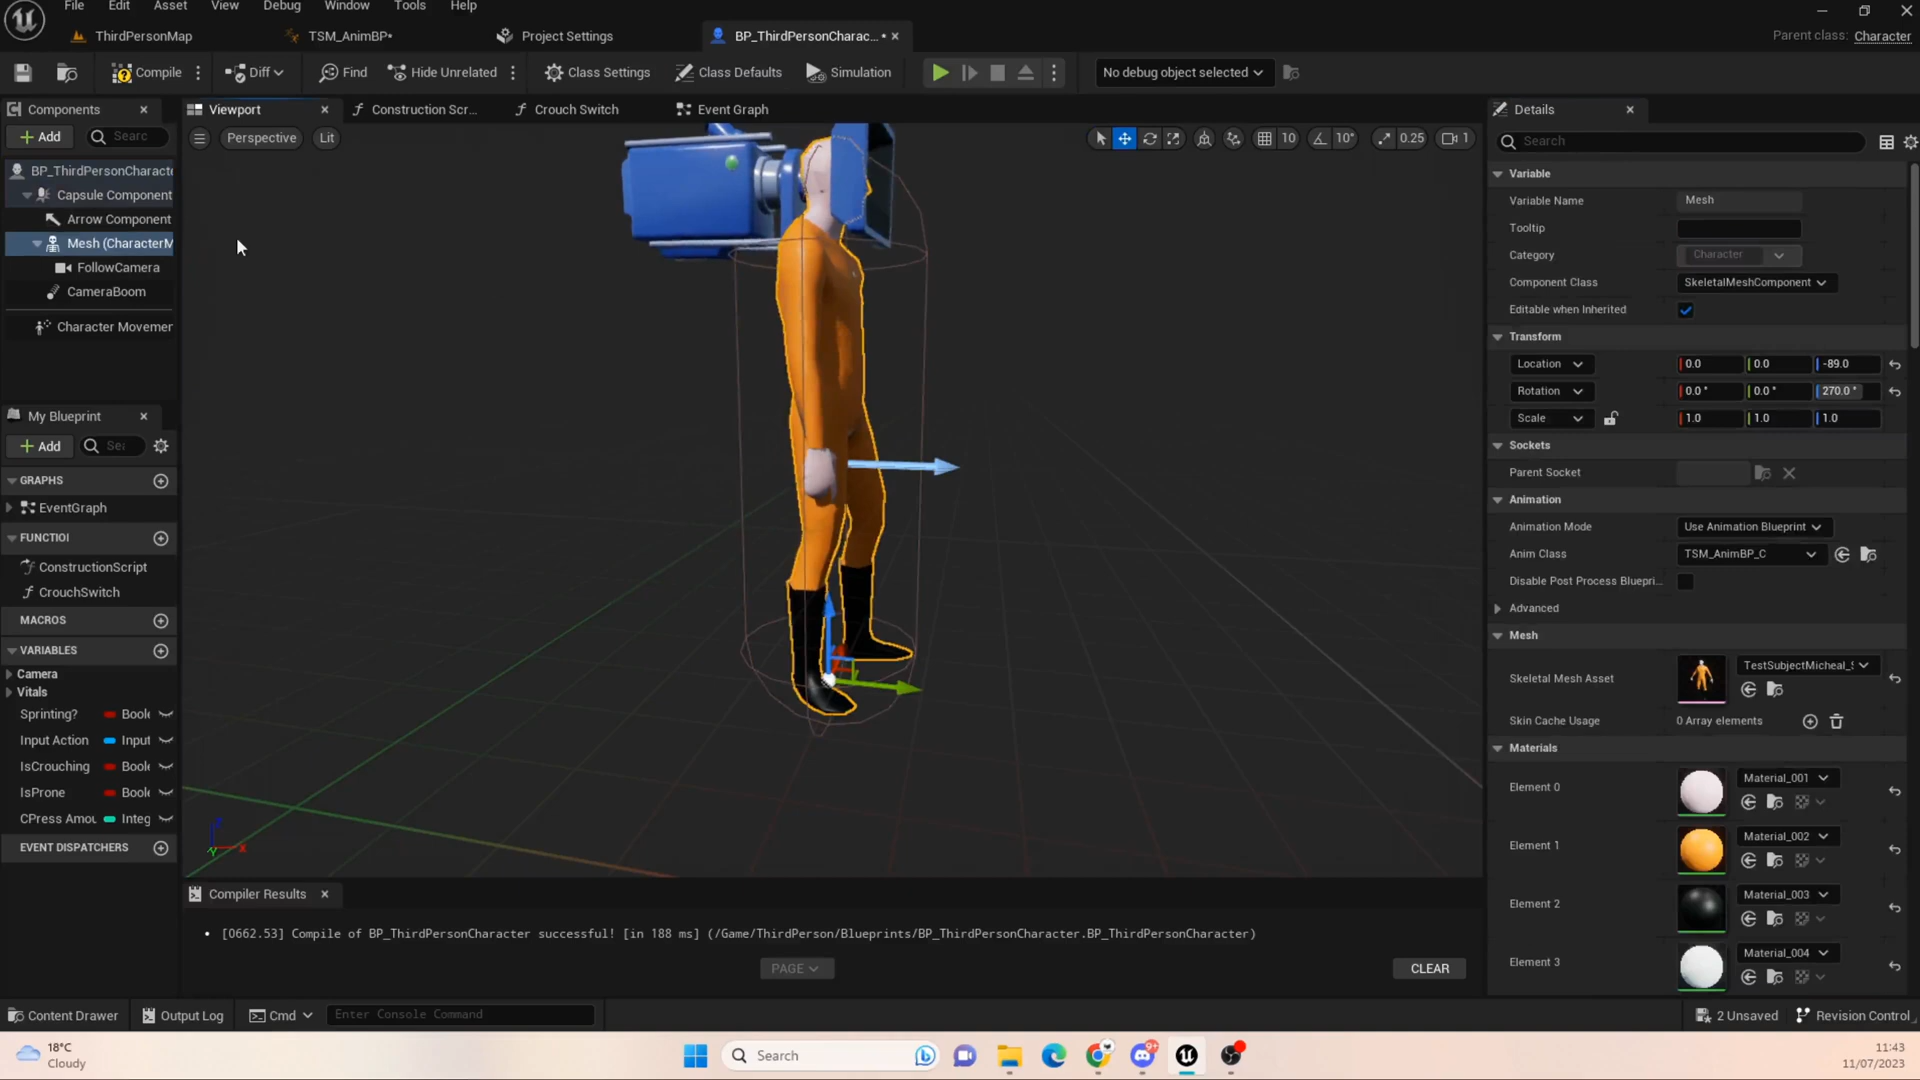 File Edit Asset View Debug Window Tools Help
ThirdPersonMap TSM_AnimBP* Project Settings BP_ThirdPersonCharac... •
Parent class: Character
Compile Diff Find Hide Unrelated Class Settings Class Defaults Simulation No debug object selected
Components
Add Searc
BP_ThirdPersonCharacte
Capsule Component
Arrow Component
Mesh (CharacterM
FollowCamera
CameraBoom
Character Movemer
My Blueprint
Add Se
GRAPHS
EventGraph
FUNCTIOI
ConstructionScript
CrouchSwitch
MACROS
VARIABLES
Camera
Vitals
Sprinting? Boole
Input Action Input
IsCrouching Boole
IsProne Boole
CPress Amou Integ
EVENT DISPATCHERS
Viewport Construction Scr... Crouch Switch Event Graph
Perspective Lit
10 10° 0.25 1
Compiler Results
• [0662.53] Compile of BP_ThirdPersonCharacter successful! [in 188 ms] (/Game/ThirdPerson/Blueprints/BP_ThirdPersonCharacter.BP_ThirdPersonCharacter)
PAGE CLEAR
Details
Search
Variable
Variable Name Mesh
Tooltip
Category Character
Component Class SkeletalMeshComponent
Editable when Inherited
Transform
Location 0.0 0.0 -89.0
Rotation 0.0° 0.0° 270.0°
Scale 1.0 1.0 1.0
Sockets
Parent Socket
Animation
Animation Mode Use Animation Blueprint
Anim Class TSM_AnimBP_C
Disable Post Process Bluepri...
Advanced
Mesh
Skeletal Mesh Asset TestSubjectMicheal_S
Skin Cache Usage 0 Array elements
Materials
Element 0 Material_001
Element 1 Material_002
Element 2 Material_003
Element 3 Material_004
Content Drawer Output Log Cmd Enter Console Command 2 Unsaved Revision Control
18°C
Cloudy
Search
11:43
11/07/2023